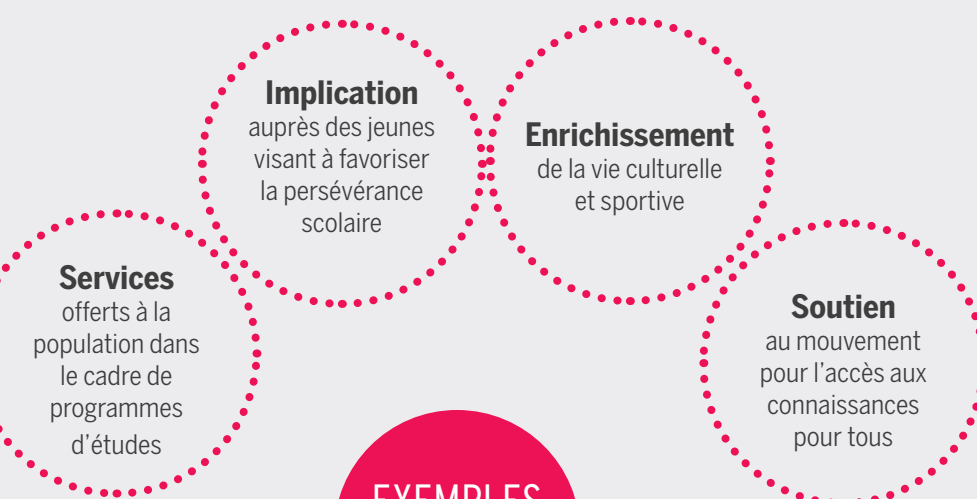 Implication
auprès des jeunes
visant à favoriser
la persévérance
scolaire
Enrichissement
de la vie culturelle
et sportive
Services
offerts à la
population dans
le cadre de
programmes
d'études
Soutien
au mouvement
pour l'accès aux
connaissances
pour tous
EXEMPLES